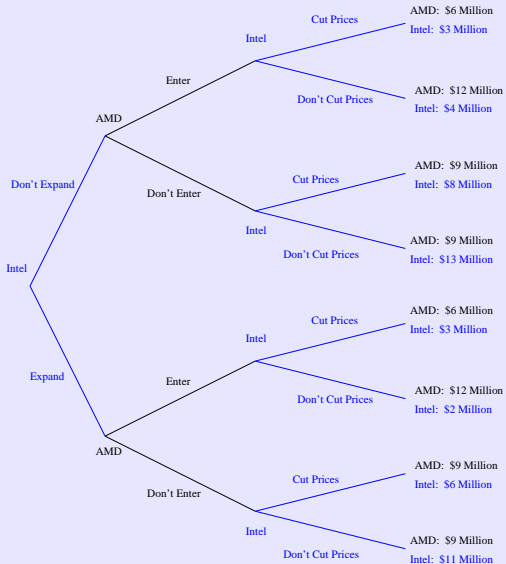 AMD: $6 Million
Cut Prices
Intel: $3 Million
Intel
Enter
AMD: $12 Million
Don't Cut Prices
Intel: $4 Million
AMD
AMD: $9 Million
Cut Prices
Intel: $8 Million
Don't Expand
Don't Enter
Intel
AMD: $9 Million
Don't Cut Prices
Intel: $13 Million
Intel
AMD: $6 Million
Cut Prices
Intel: $3 Million
Intel
Expand
Enter
AMD: $12 Million
Don't Cut Prices
Intel: $2 Million
AMD
AMD: $9 Million
Cut Prices
Intel: $6 Million
Don't Enter
Intel
AMD: $9 Million
Don't Cut Prices
Intel: $11 Million